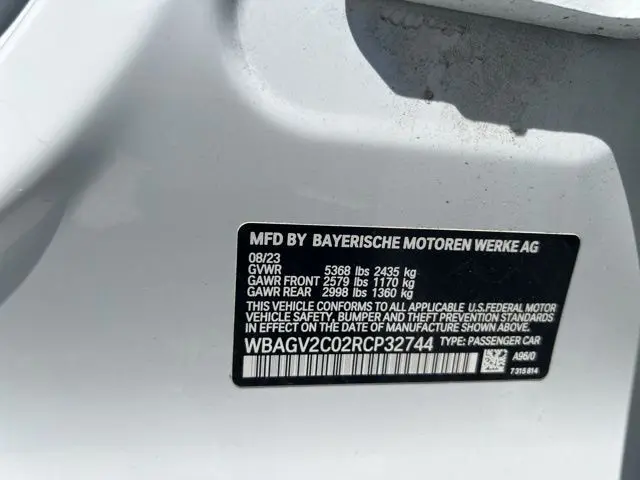 MFD BY BAYERISCHE MOTOREN WERKE AG
08/23
GVWR 5368 lbs 2435 kg
GAWR FRONT 2579 lbs 1170 kg
GAWR REAR 2998 lbs 1360 kg
THIS VEHICLE CONFORMS TO ALL APPLICABLE U.S.FEDERAL MOTOR
VEHICLE SAFETY, BUMPER AND THEFT PREVENTION STANDARDS
IN EFFECT ON THE DATE OF MANUFACTURE SHOWN ABOVE.
WBAGV2C02RCP32744 TYPE: PASSENGER CAR
A96/0
7 315 814